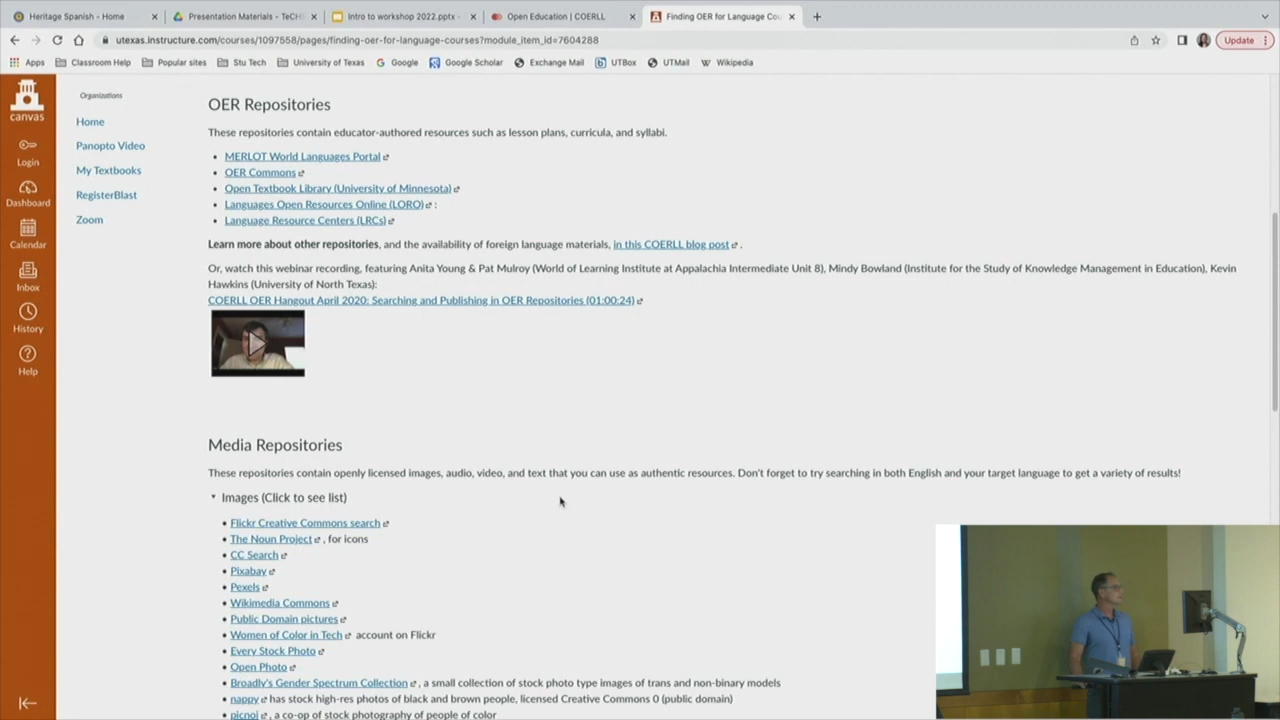 Heritage Spanish - Home
Presentation Materials - TeCH
Intro to workshop 2022.pptx -
Open Education | COERLL
Finding OER for Language Cou
utexas.instructure.com/courses/1097558/pages/finding-oer-for-language-courses?module_item_id=7604288
Update
Apps
Classroom Help
Popular sites
Stu Tech
University of Texas
Google
Google Scholar
Exchange Mail
UTBox
UTMail
Wikipedia
canvas
Login
Dashboard
Calendar
Inbox
History
Help
Organizations
Home
Panopto Video
My Textbooks
RegisterBlast
Zoom
OER Repositories
These repositories contain educator-authored resources such as lesson plans, curricula, and syllabi.
MERLOT World Languages Portal
OER Commons
Open Textbook Library (University of Minnesota)
Languages Open Resources Online (LORO) :
Language Resource Centers (LRCs)
Learn more about other repositories, and the availability of foreign language materials, in this COERLL blog post .
Or, watch this webinar recording, featuring Anita Young & Pat Mulroy (World of Learning Institute at Appalachia Intermediate Unit 8), Mindy Bowland (Institute for the Study of Knowledge Management in Education), Kevin
Hawkins (University of North Texas):
COERLL OER Hangout April 2020: Searching and Publishing in OER Repositories (01:00:24)
Media Repositories
These repositories contain openly licensed images, audio, video, and text that you can use as authentic resources. Don't forget to try searching in both English and your target language to get a variety of results!
Images (Click to see list)
Flickr Creative Commons search
The Noun Project , for icons
CC Search
Pixabay
Pexels
Wikimedia Commons
Public Domain pictures
Women of Color in Tech account on Flickr
Every Stock Photo
Open Photo
Broadly's Gender Spectrum Collection , a small collection of stock photo type images of trans and non-binary models
nappy has stock high-res photos of black and brown people, licensed Creative Commons 0 (public domain)
picnoi , a co-op of stock photography of people of color